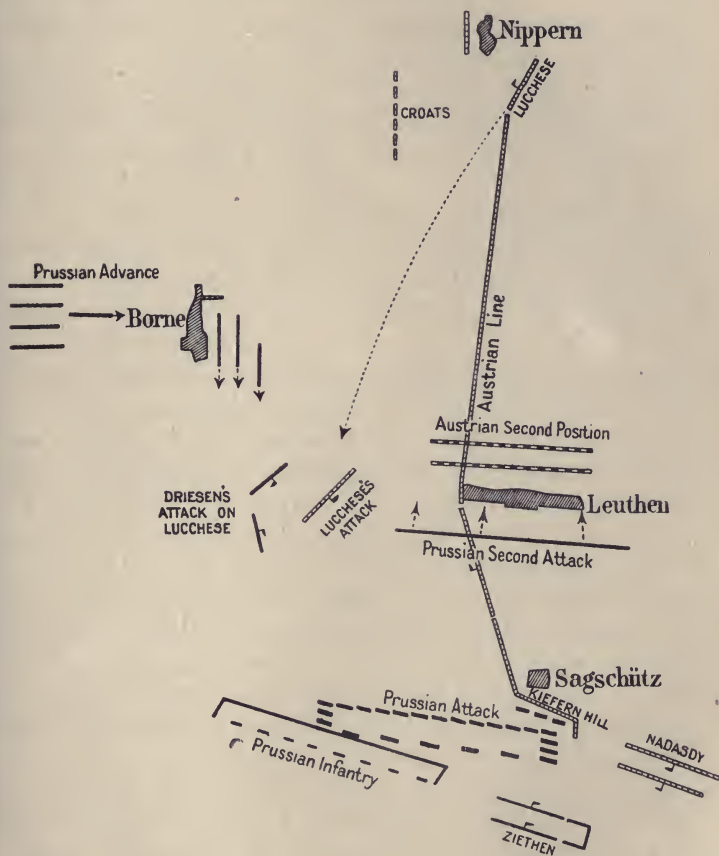 Nippern
LUCCHESE
CROATS
Prussian Advance
Borne
Austrian Line
Austrian Second Position
DRIESEN'S
ATTACK ON
LUCCHESE
LUCCHESE'S
ATTACK
Leuthen
Prussian Second Attack
Sagschütz
KIEFERN HILL
Prussian Attack
NADASDY
Prussian Infantry
ZIETHEN